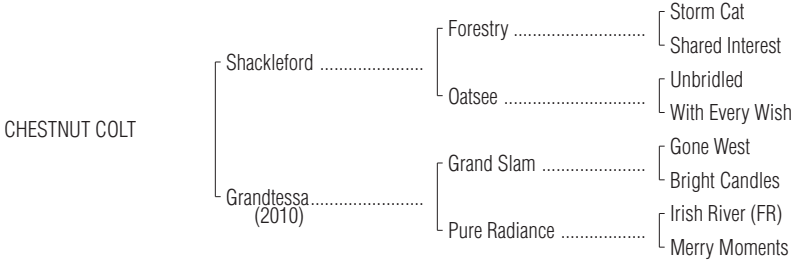 Storm Cat
Forestry ............................
Shared Interest
Shackleford ......................
Unbridled
Oatsee ..............................
With Every Wish
CHESTNUT COLT
Gone West
Grand Slam ......................
Bright Candles
Grandtessa........................
(2010)
Irish River (FR)
Pure Radiance ..................
Merry Moments